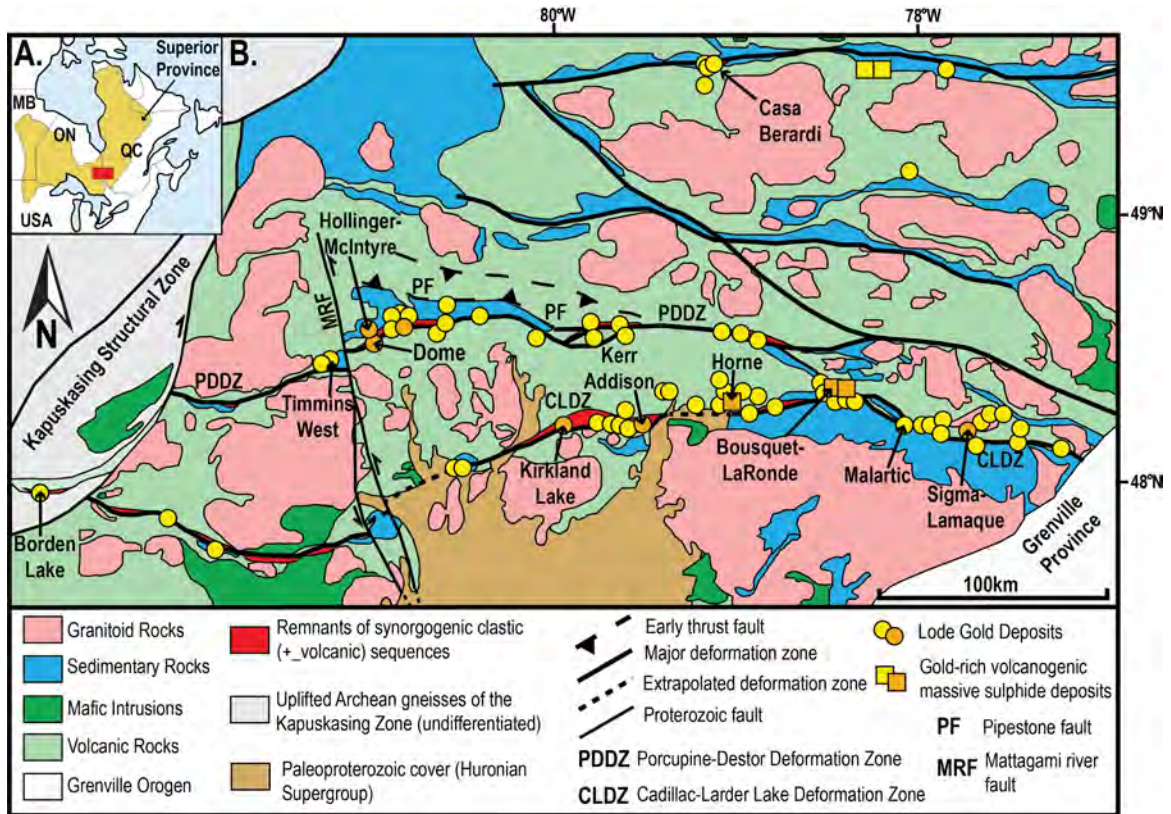 80°W
78°W
A.
Superior
Province
B.
MB
ON
QC
USA
Casa
Berardi
49°N
Hollinger-
McIntyre
Kapuskasing Structural Zone
N
MRF
PF
PF
PDDZ
Dome
Kerr
Addison
Horne
PDDZ
Timmins
West
CLDZ
Kirkland
Lake
Bousquet-
LaRonde
Malartic
CLDZ
Sigma-
Lamaque
48°N
Borden
Lake
Grenville
Province
100km
Granitoid Rocks
Sedimentary Rocks
Mafic Intrusions
Volcanic Rocks
Grenville Orogen
Remnants of synorgogenic clastic
(+_volcanic) sequences
Uplifted Archean gneisses of the
Kapuskasing Zone (undifferentiated)
Paleoproterozoic cover (Huronian
Supergroup)
Early thrust fault
Major deformation zone
Extrapolated deformation zone
Proterozoic fault
PDDZ Porcupine-Destor Deformation Zone
CLDZ Cadillac-Larder Lake Deformation Zone
Lode Gold Deposits
Gold-rich volcanogenic
massive sulphide deposits
PF Pipestone fault
MRF Mattagami river
fault